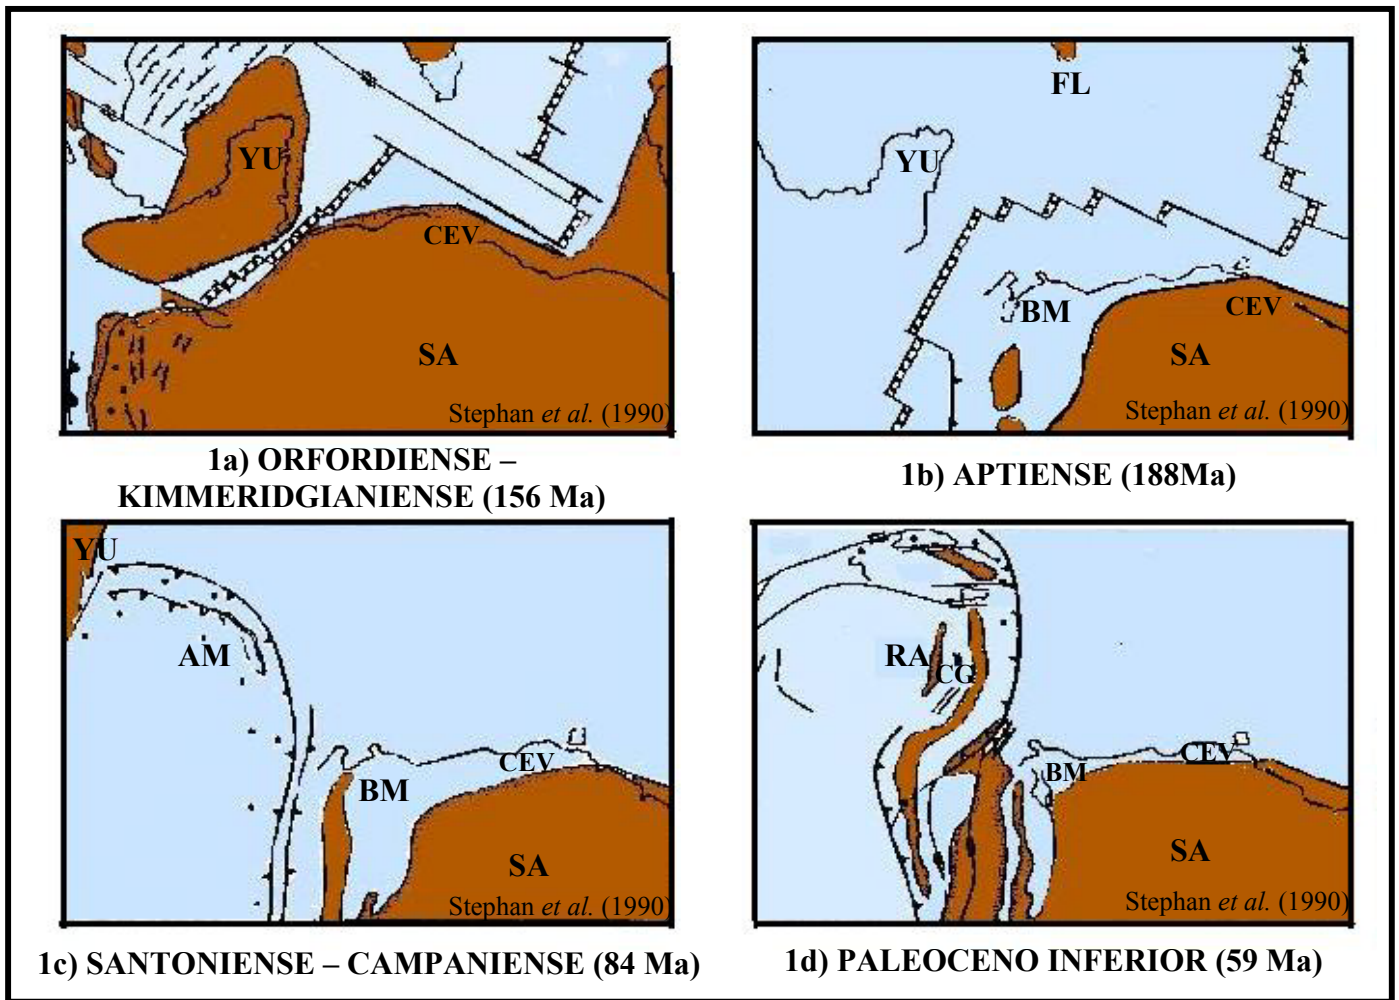 YU
CEV
SA
Stephan et al. (1990)
1a) ORFORDIENSE –
KIMMERIDGIANIENSE (156 Ma)
FL
YU
BM
CEV
SA
Stephan et al. (1990)
1b) APTIENSE (188Ma)
YU
AM
CEV
BM
SA
Stephan et al. (1990)
1c) SANTONIENSE – CAMPANIENSE (84 Ma)
RA
CG
CEV
BM
SA
Stephan et al. (1990)
1d) PALEOCENO INFERIOR (59 Ma)